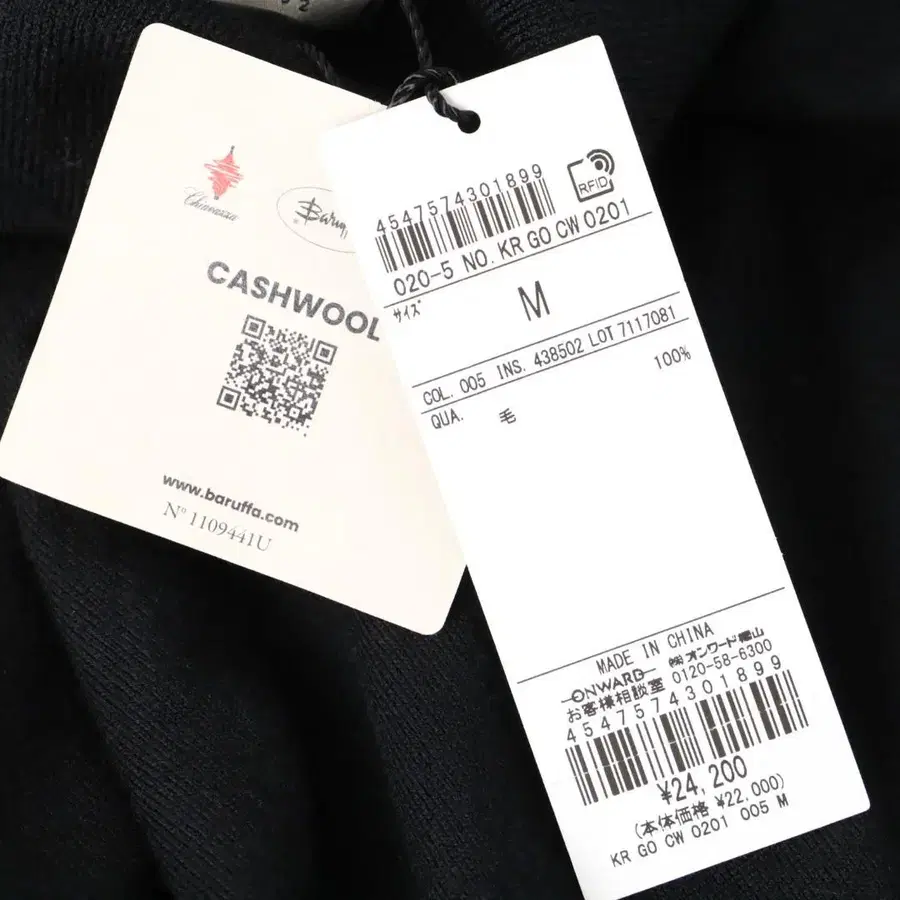 Chiavazza
Baruff
®
CASHWOOL
www.baruffa.com
Nº 1109441U
4547574301899
RFID
020-5 NO. KR GO CW 0201
サイズ
M
COL. 005 INS. 438502 LOT 7117081
QUA. 毛 100%
MADE IN CHINA
ONWARD ㈱オンワード樫山
お客様相談室 0120-58-6300
4547574301899
¥24,200
(本体価格 ¥22,000)
KR GO CW 0201 005 M